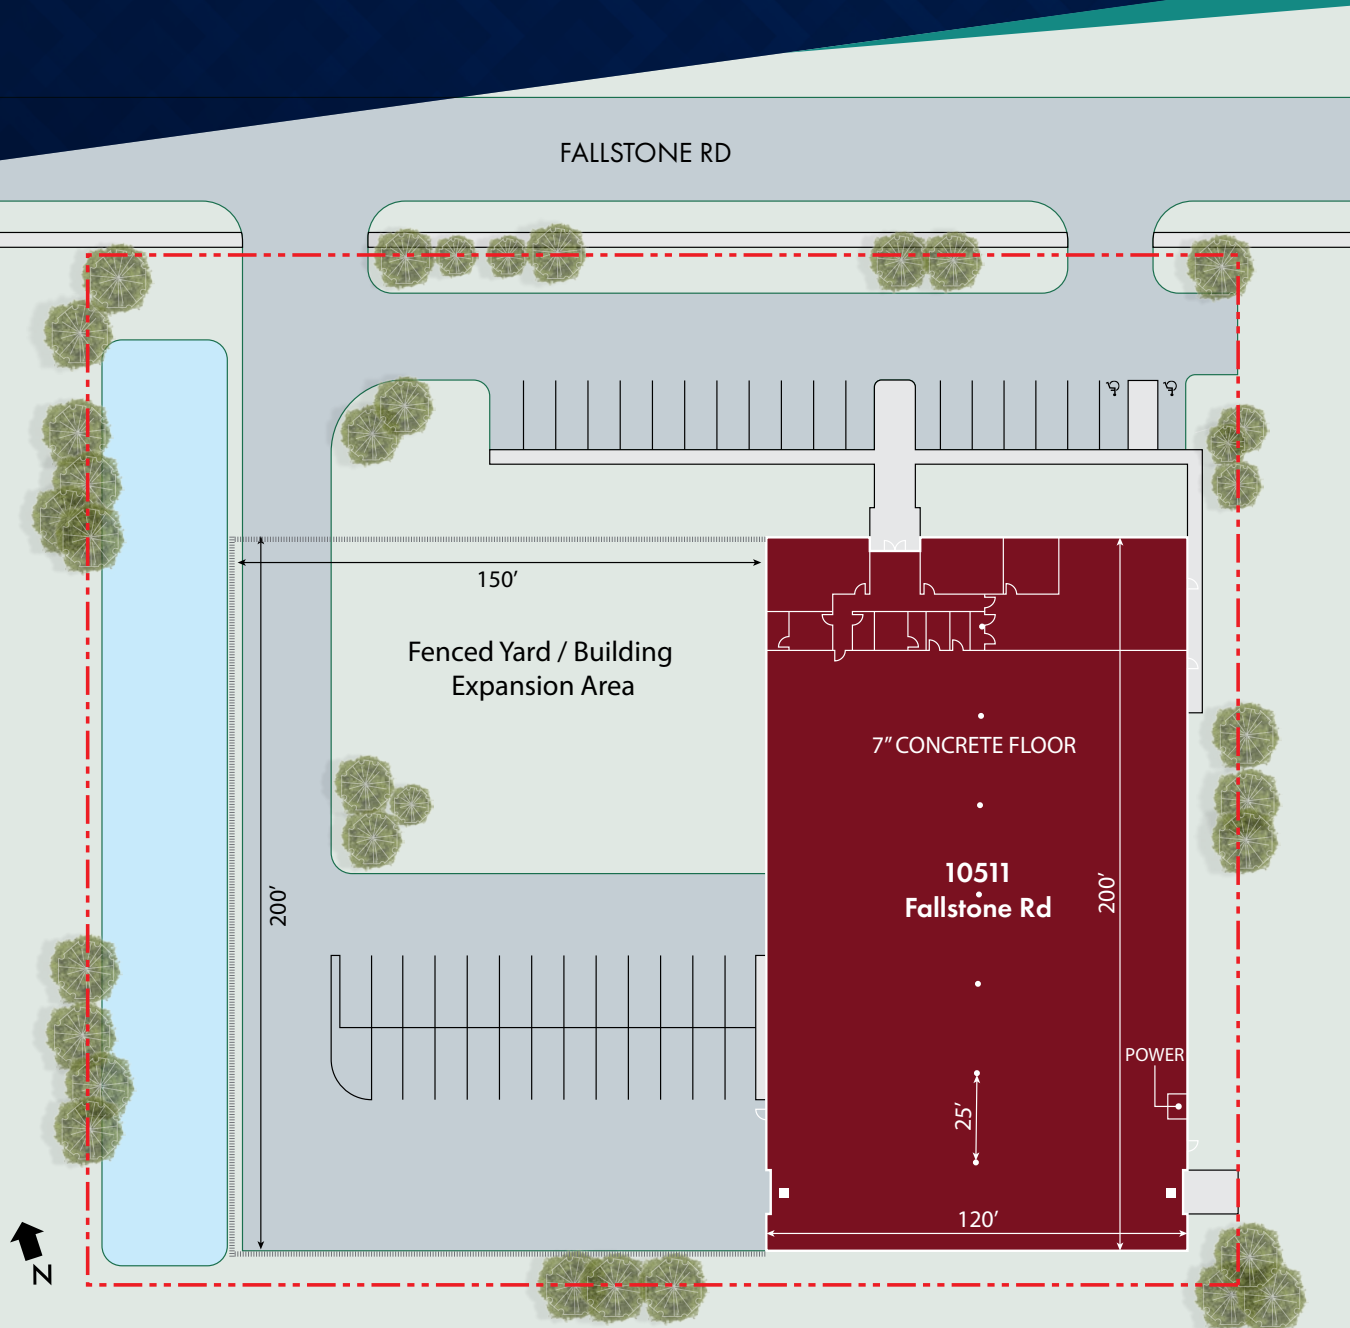 FALLSTONE RD
150′
Fenced Yard / Building
Expansion Area
7” CONCRETE FLOOR
10511
Fallstone Rd
200′
200′
POWER
25′
120′
N